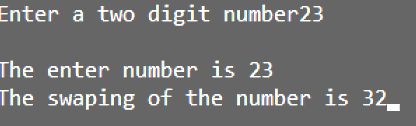 Enter a two digit number23
The enter number is 23
The swaping of the number is 32